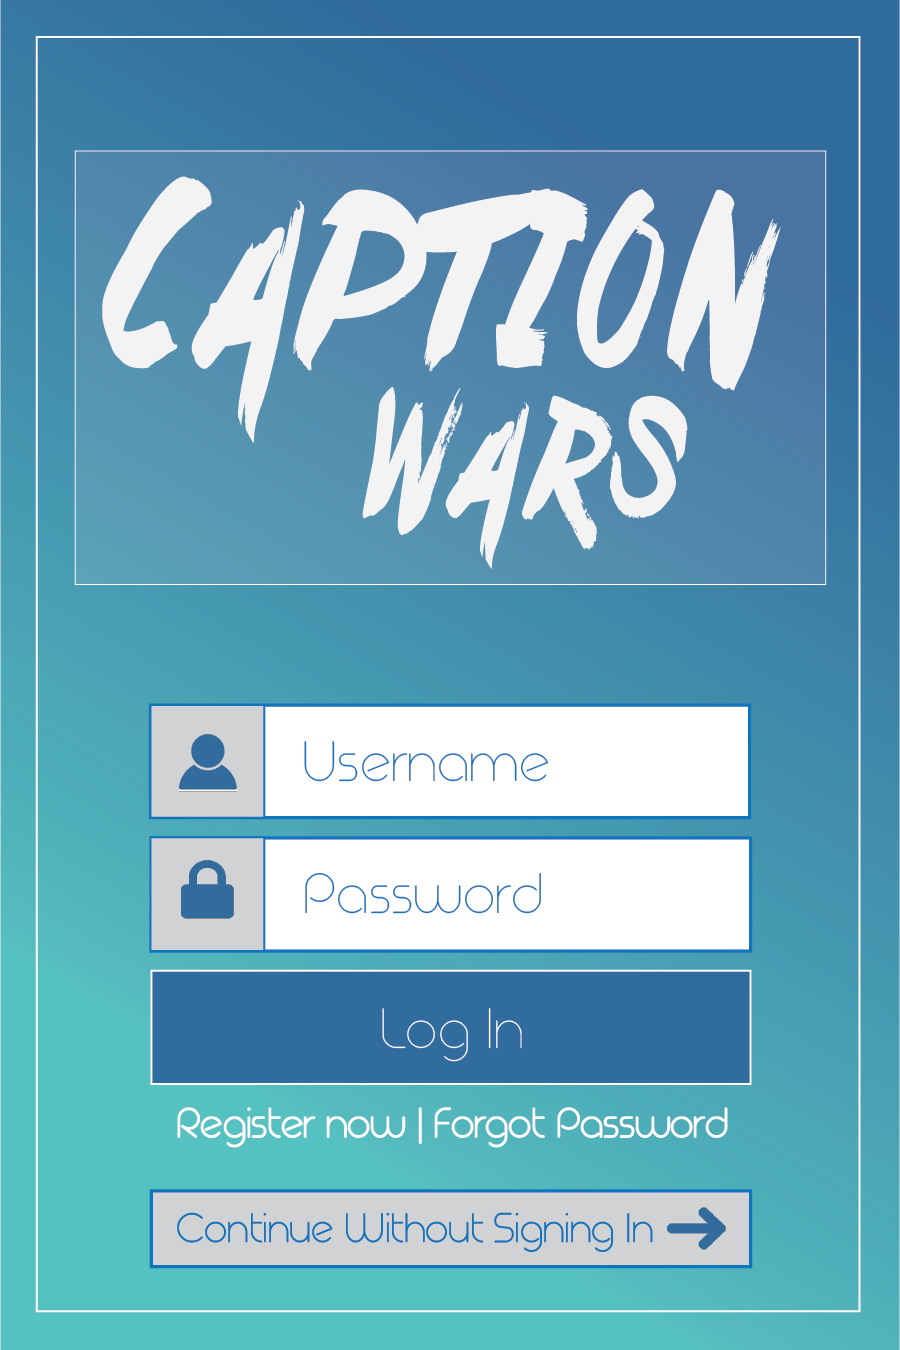 CAPTION
WARS
Username
Password
Log In
Register now | Forgot Password
Continue Without Signing In